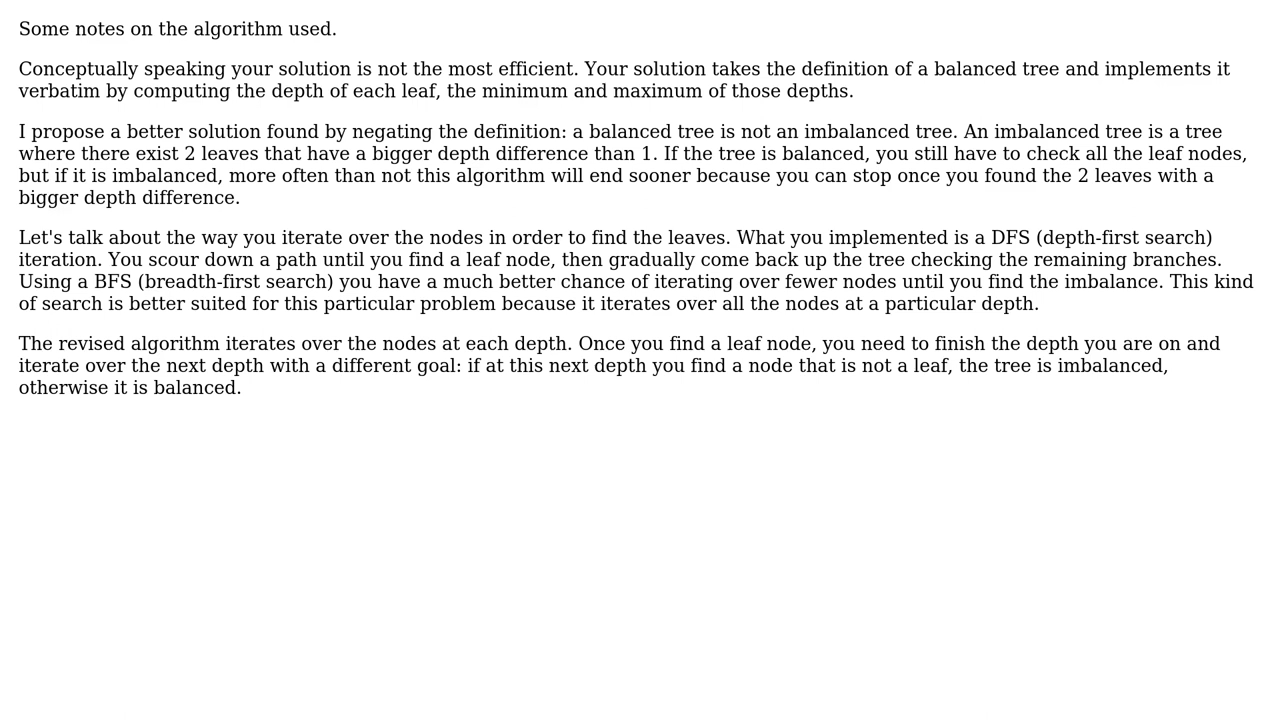 Some notes on the algorithm used.
Conceptually speaking your solution is not the most efficient. Your solution takes the definition of a balanced tree and implements it
verbatim by computing the depth of each leaf, the minimum and maximum of those depths.
I propose a better solution found by negating the definition: a balanced tree is not an imbalanced tree. An imbalanced tree is a tree
where there exist 2 leaves that have a bigger depth difference than 1. If the tree is balanced, you still have to check all the leaf nodes,
but if it is imbalanced, more often than not this algorithm will end sooner because you can stop once you found the 2 leaves with a
bigger depth difference.
Let's talk about the way you iterate over the nodes in order to find the leaves. What you implemented is a DFS (depth-first search)
iteration. You scour down a path until you find a leaf node, then gradually come back up the tree checking the remaining branches.
Using a BFS (breadth-first search) you have a much better chance of iterating over fewer nodes until you find the imbalance. This kind
of search is better suited for this particular problem because it iterates over all the nodes at a particular depth.
The revised algorithm iterates over the nodes at each depth. Once you find a leaf node, you need to finish the depth you are on and
iterate over the next depth with a different goal: if at this next depth you find a node that is not a leaf, the tree is imbalanced,
otherwise it is balanced.